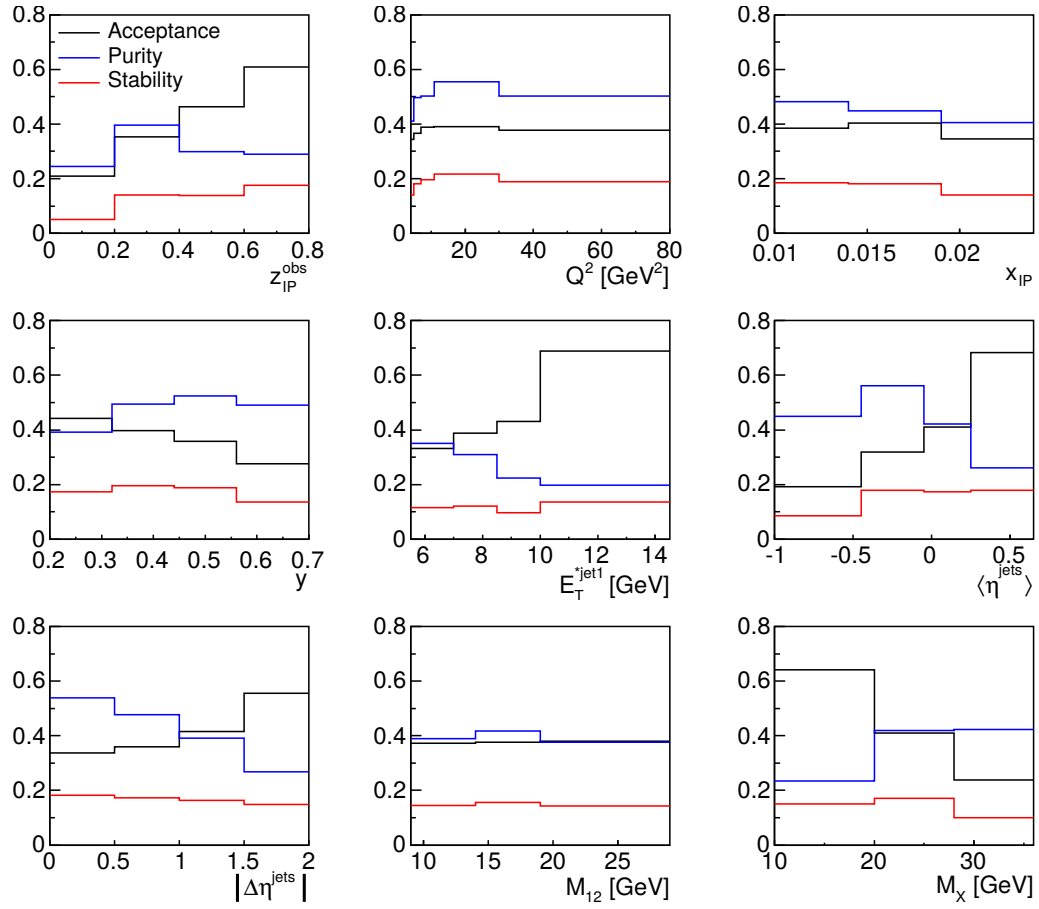 0.8
0.6
0.4
0.2
0
Acceptance
Purity
Stability
0 0.2 0.4 0.6 0.8
z_IP^obs
0.8
0.6
0.4
0.2
0
20 40 60 80
Q² [GeV²]
0.8
0.6
0.4
0.2
0
0.01 0.015 0.02
x_IP
0.8
0.6
0.4
0.2
0
0.2 0.3 0.4 0.5 0.6 0.7
y
0.8
0.6
0.4
0.2
0
6 8 10 12 14
E_T^*jet1 [GeV]
0.8
0.6
0.4
0.2
0
-1 -0.5 0 0.5
⟨η^jets⟩
0.8
0.6
0.4
0.2
0
0 0.5 1 1.5 2
|Δη^jets|
0.8
0.6
0.4
0.2
0
10 15 20 25
M_12 [GeV]
0.8
0.6
0.4
0.2
0
10 20 30
M_X [GeV]